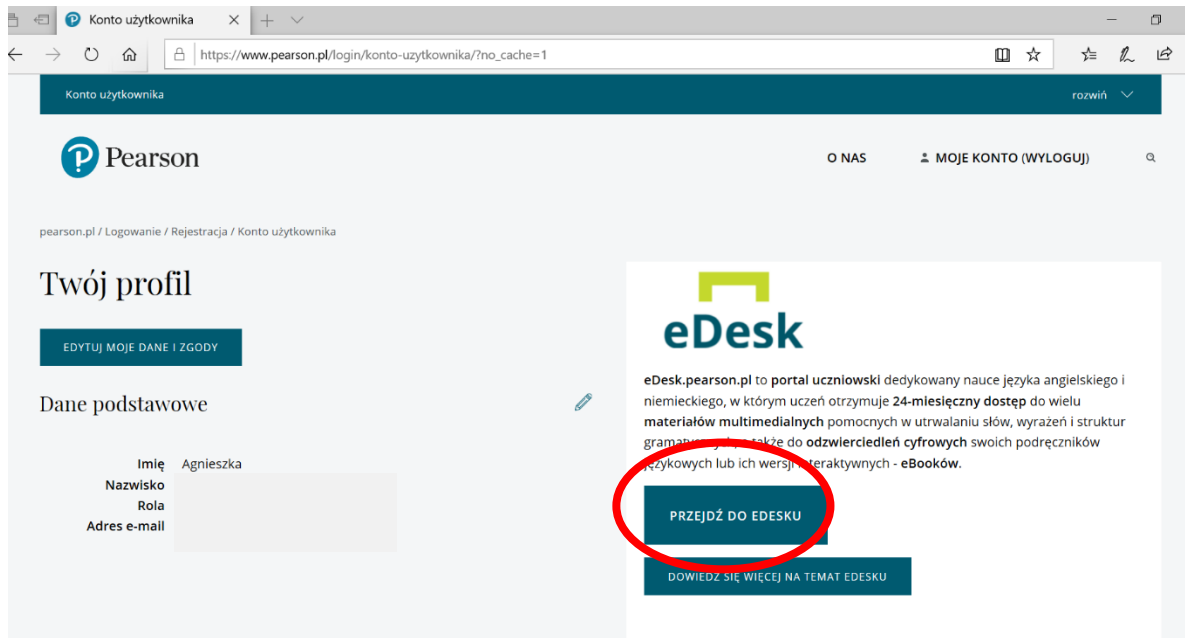 Konto użytkownika
https://www.pearson.pl/login/konto-uzytkownika/?no_cache=1
Konto użytkownika
rozwiń
Pearson
O NAS
MOJE KONTO (WYLOGUJ)
pearson.pl / Logowanie / Rejestracja / Konto użytkownika
Twój profil
EDYTUJ MOJE DANE I ZGODY
Dane podstawowe
Imię Agnieszka
Nazwisko
Rola
Adres e-mail
eDesk
eDesk.pearson.pl to portal uczniowski dedykowany nauce języka angielskiego i
niemieckiego, w którym uczeń otrzymuje 24-miesięczny dostęp do wielu
materiałów multimedialnych pomocnych w utrwalaniu słów, wyrażeń i struktur
także do odzwierciedleń cyfrowych swoich podręczników
językowych lub ich wersji interaktywnych - eBooków.
PRZEJDŹ DO EDESKU
DOWIEDZ SIĘ WIĘCEJ NA TEMAT EDESKU